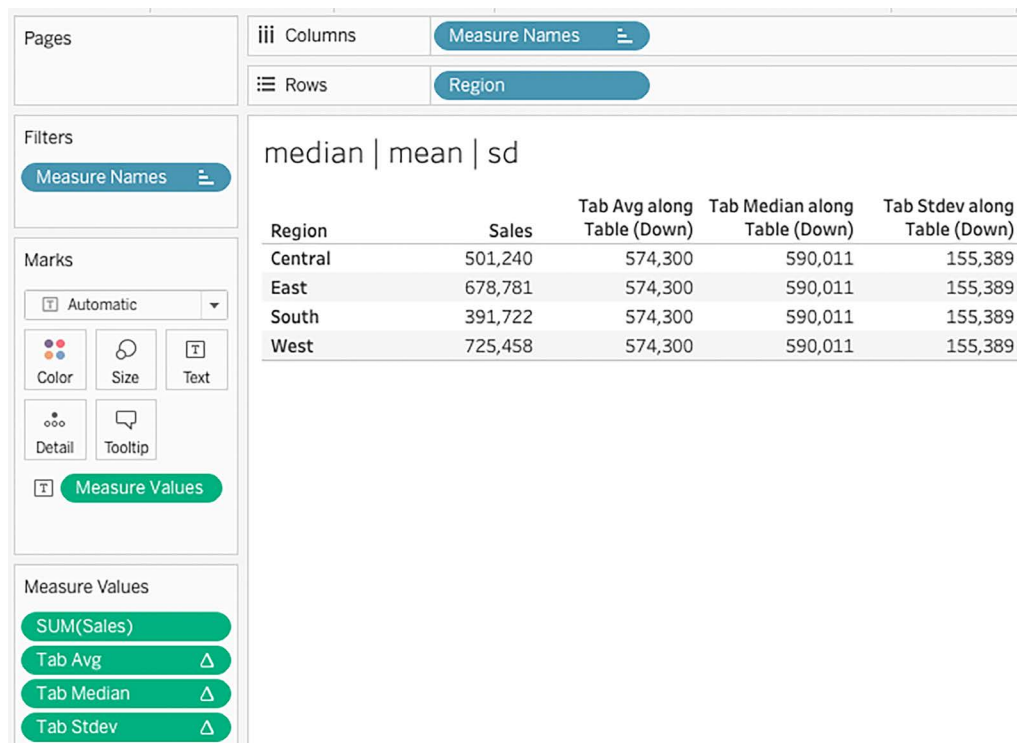 Pages
Columns
Measure Names
Rows
Region
Filters
Measure Names
Marks
Automatic
Color
Size
Text
Detail
Tooltip
Measure Values
Measure Values
SUM(Sales)
Tab Avg
Tab Median
Tab Stdev
median | mean | sd
Tab Avg along Tab Median along Tab Stdev along
Region Sales Table (Down) Table (Down) Table (Down)
Central 501,240 574,300 590,011 155,389
East 678,781 574,300 590,011 155,389
South 391,722 574,300 590,011 155,389
West 725,458 574,300 590,011 155,389